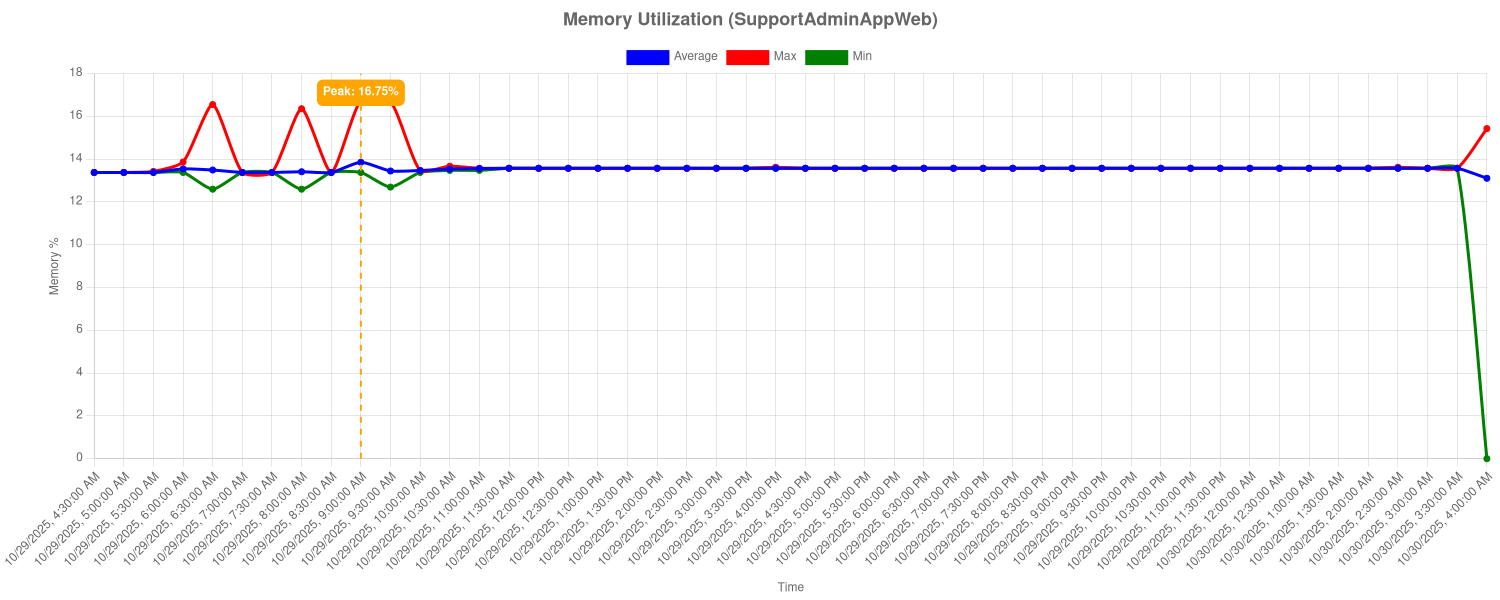 Memory Utilization (SupportAdminAppWeb)
Average
Max
Min
Peak: 16.75%
18
16
14
12
10
8
6
4
2
0
Memory %
10/29/2025, 4:30:00 AM
10/29/2025, 5:00:00 AM
10/29/2025, 5:30:00 AM
10/29/2025, 6:00:00 AM
10/29/2025, 6:30:00 AM
10/29/2025, 7:00:00 AM
10/29/2025, 7:30:00 AM
10/29/2025, 8:00:00 AM
10/29/2025, 8:30:00 AM
10/29/2025, 9:00:00 AM
10/29/2025, 9:30:00 AM
10/29/2025, 10:00:00 AM
10/29/2025, 10:30:00 AM
10/29/2025, 11:00:00 AM
10/29/2025, 11:30:00 AM
10/29/2025, 12:00:00 PM
10/29/2025, 12:30:00 PM
10/29/2025, 1:00:00 PM
10/29/2025, 1:30:00 PM
10/29/2025, 2:00:00 PM
10/29/2025, 2:30:00 PM
10/29/2025, 3:00:00 PM
10/29/2025, 3:30:00 PM
10/29/2025, 4:00:00 PM
10/29/2025, 4:30:00 PM
10/29/2025, 5:00:00 PM
10/29/2025, 5:30:00 PM
10/29/2025, 6:00:00 PM
10/29/2025, 6:30:00 PM
10/29/2025, 7:00:00 PM
10/29/2025, 7:30:00 PM
10/29/2025, 8:00:00 PM
10/29/2025, 8:30:00 PM
10/29/2025, 9:00:00 PM
10/29/2025, 9:30:00 PM
10/29/2025, 10:00:00 PM
10/29/2025, 10:30:00 PM
10/29/2025, 11:00:00 PM
10/29/2025, 11:30:00 PM
10/30/2025, 12:00:00 AM
10/30/2025, 12:30:00 AM
10/30/2025, 1:00:00 AM
10/30/2025, 1:30:00 AM
10/30/2025, 2:00:00 AM
10/30/2025, 2:30:00 AM
10/30/2025, 3:00:00 AM
10/30/2025, 3:30:00 AM
10/30/2025, 4:00:00 AM
Time